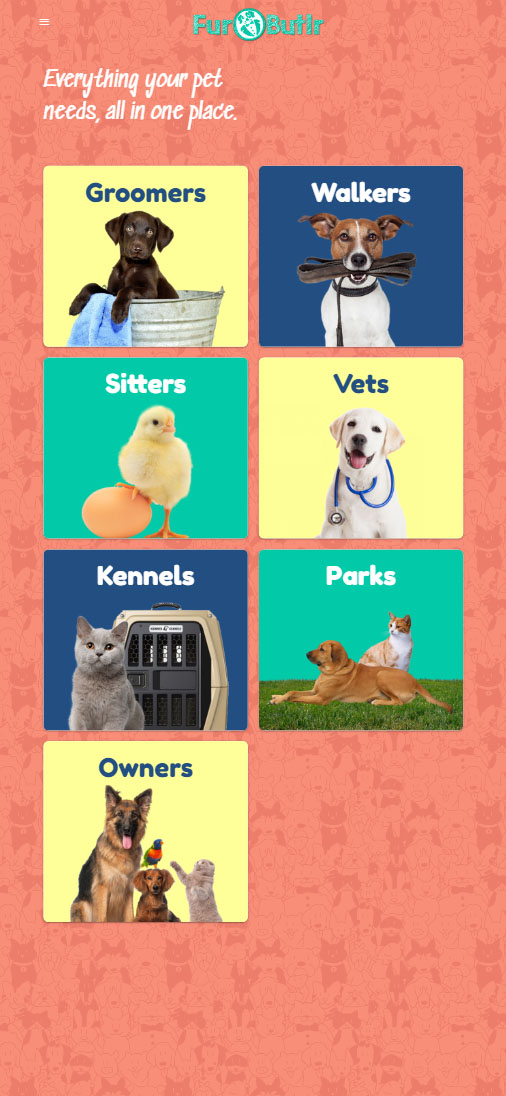 Fur Butlr
Everything your pet
needs, all in one place.
Groomers
Walkers
Sitters
Vets
Kennels
Parks
Owners